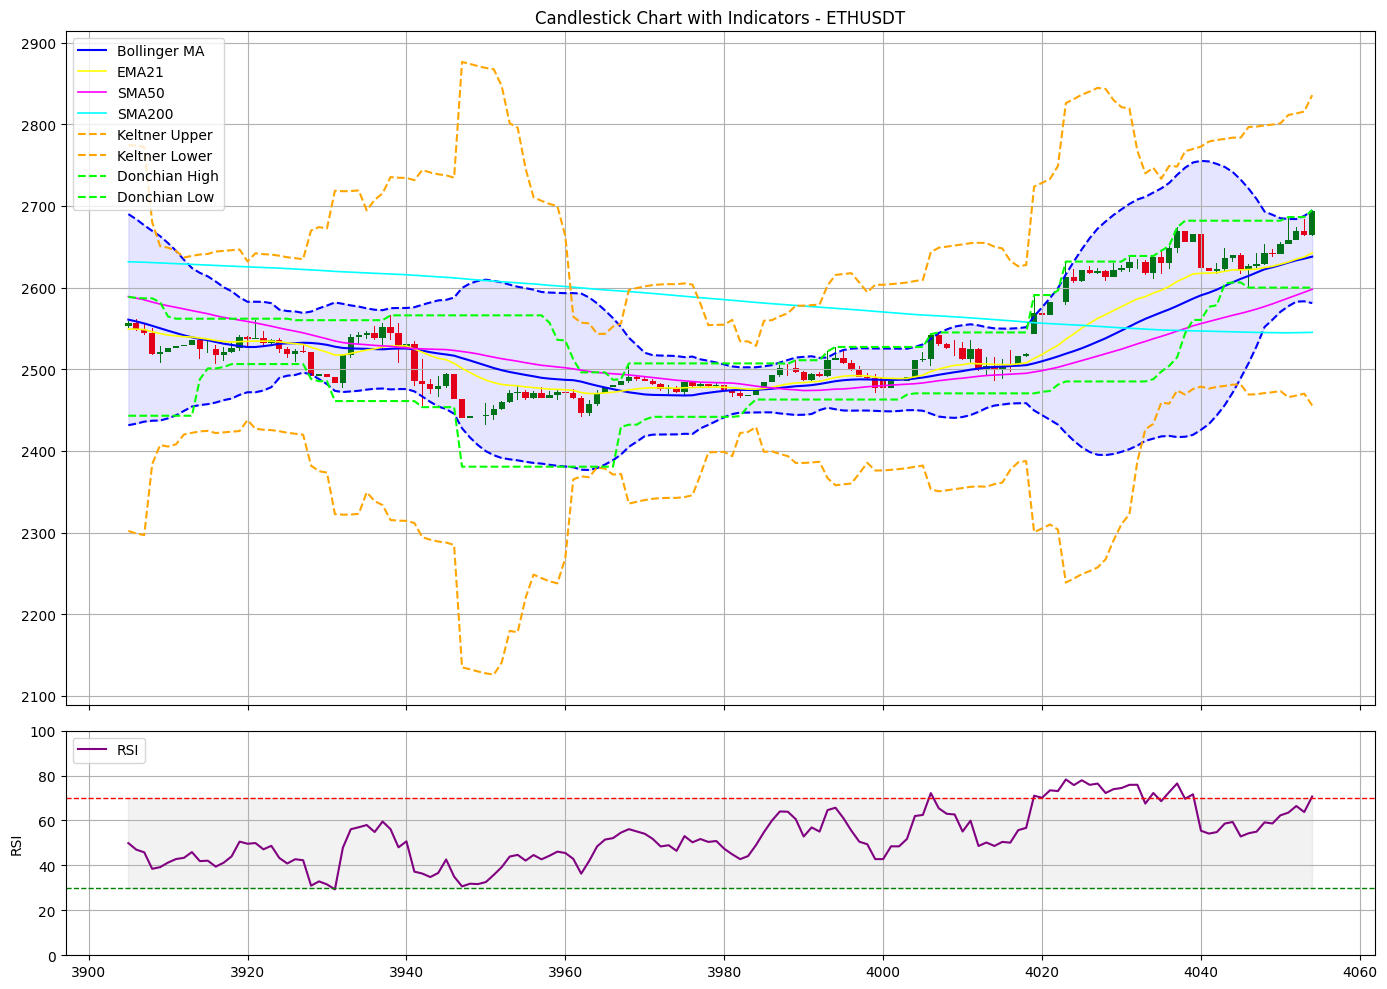 Candlestick Chart with Indicators - ETHUSDT
2900
2800
2700
2600
2500
2400
2300
2200
2100
Bollinger MA
EMA21
SMA50
SMA200
Keltner Upper
Keltner Lower
Donchian High
Donchian Low
100
80
60
40
20
0
RSI
RSI
3900 3920 3940 3960 3980 4000 4020 4040 4060